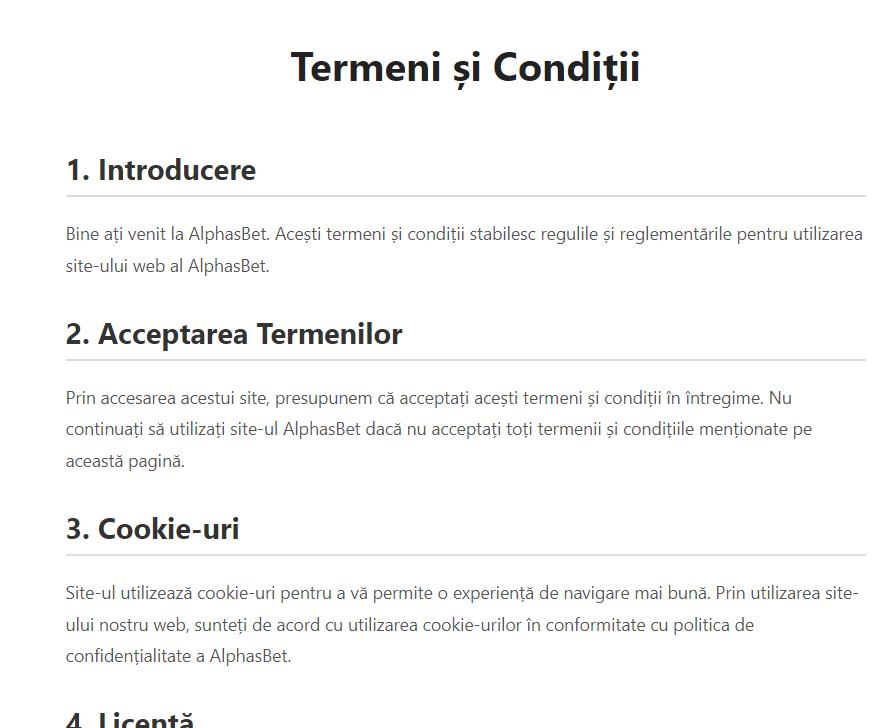 Termeni și Condiții
1. Introducere
Bine ați venit la AlphasBet. Acești termeni și condiții stabilesc regulile și reglementările pentru utilizarea
site-ului web al AlphasBet.
2. Acceptarea Termenilor
Prin accesarea acestui site, presupunem că acceptați acești termeni și condiții în întregime. Nu
continuați să utilizați site-ul AlphasBet dacă nu acceptați toți termenii și condițiile menționate pe
această pagină.
3. Cookie-uri
Site-ul utilizează cookie-uri pentru a vă permite o experiență de navigare mai bună. Prin utilizarea site-
ului nostru web, sunteți de acord cu utilizarea cookie-urilor în conformitate cu politica de
confidențialitate a AlphasBet.
4. Licență